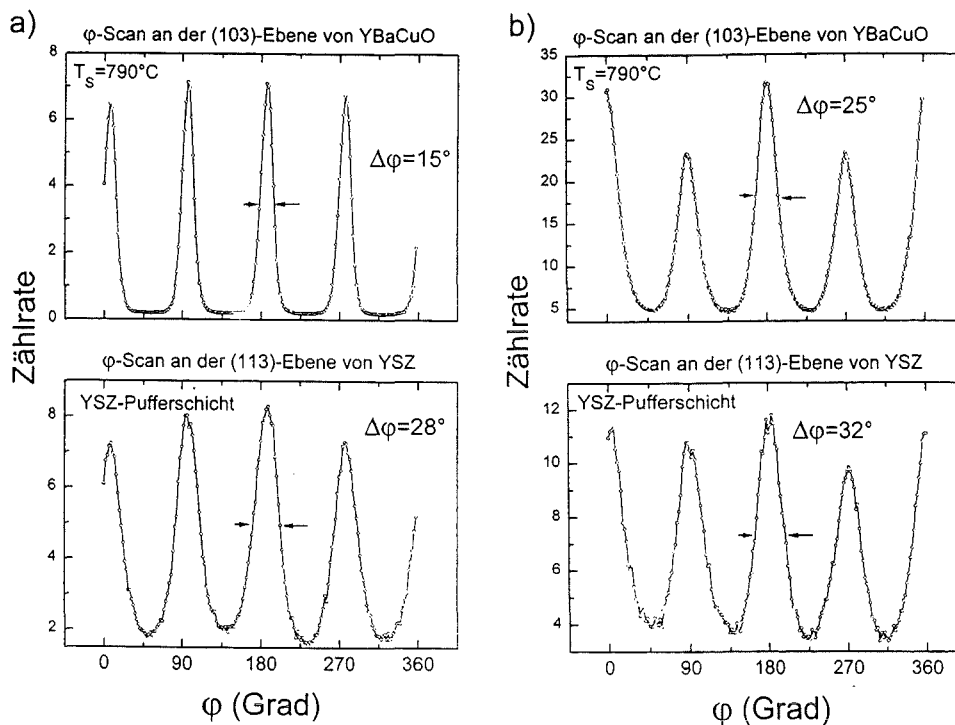 a)
φ-Scan an der (103)-Ebene von YBaCuO
8
T_S=790°C
6
Δφ=15°
4
2
0
Zählrate
φ-Scan an der (113)-Ebene von YSZ
YSZ-Pufferschicht
8
Δφ=28°
6
4
2
0 90 180 270 360
φ (Grad)
b)
φ-Scan an der (103)-Ebene von YBaCuO
35
T_S=790°C
30
Δφ=25°
25
20
15
10
5
Zählrate
φ-Scan an der (113)-Ebene von YSZ
YSZ-Pufferschicht
12
Δφ=32°
10
8
6
4
0 90 180 270 360
φ (Grad)